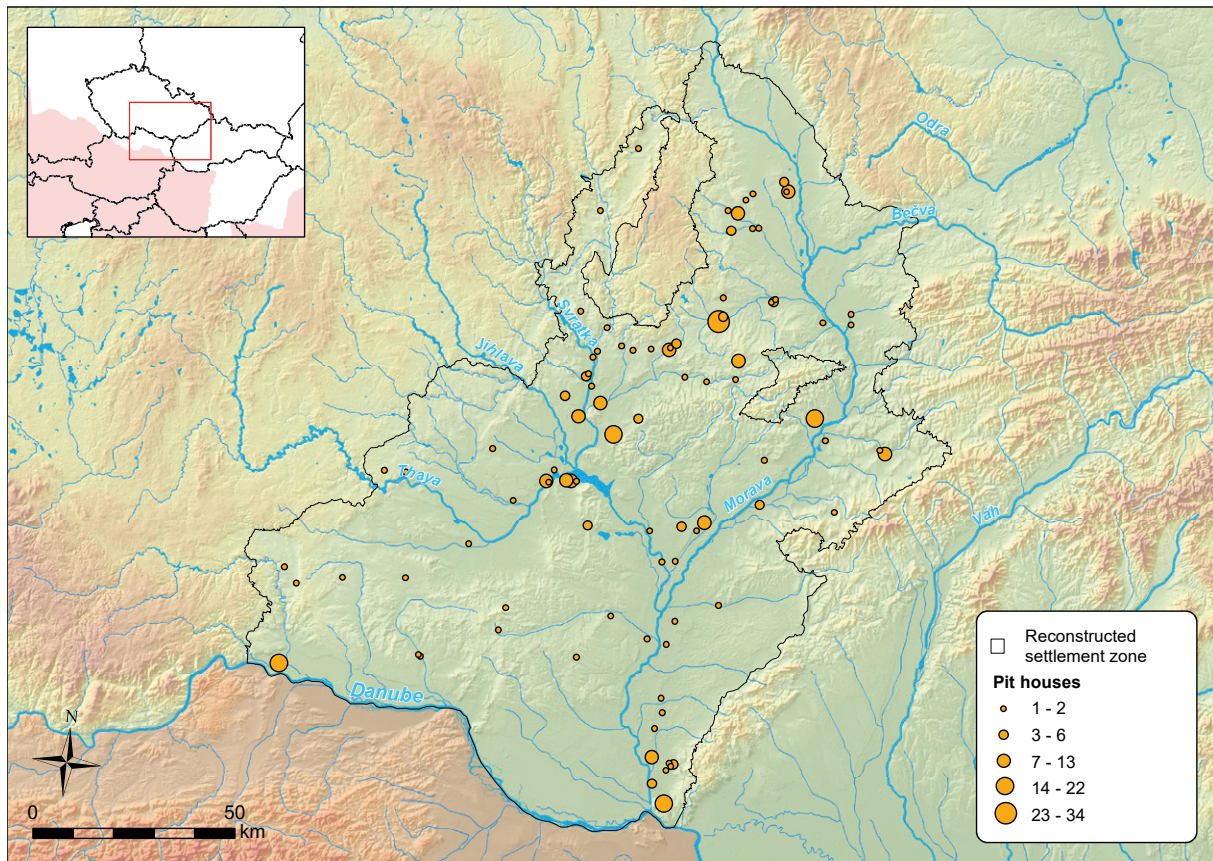 Odra
Bečva
Svratka
Jihlava
Thaya
Morava
Vah
Danube
N
0 50
km
Reconstructed
settlement zone
Pit houses
1 - 2
3 - 6
7 - 13
14 - 22
23 - 34